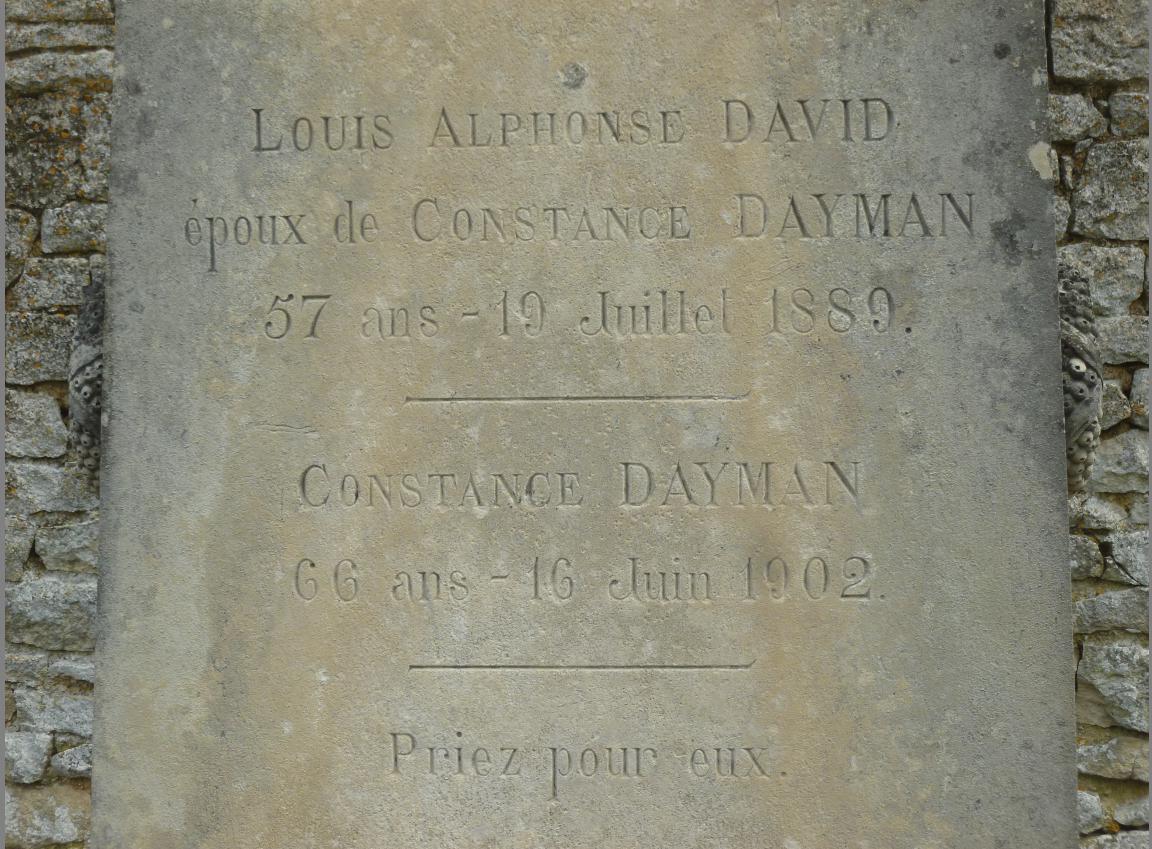 Louis Alphonse DAVID
époux de Constance DAYMAN
57 ans - 19 Juillet 1889.
Constance DAYMAN
66 ans - 16 Juin 1902.
Priez pour eux.